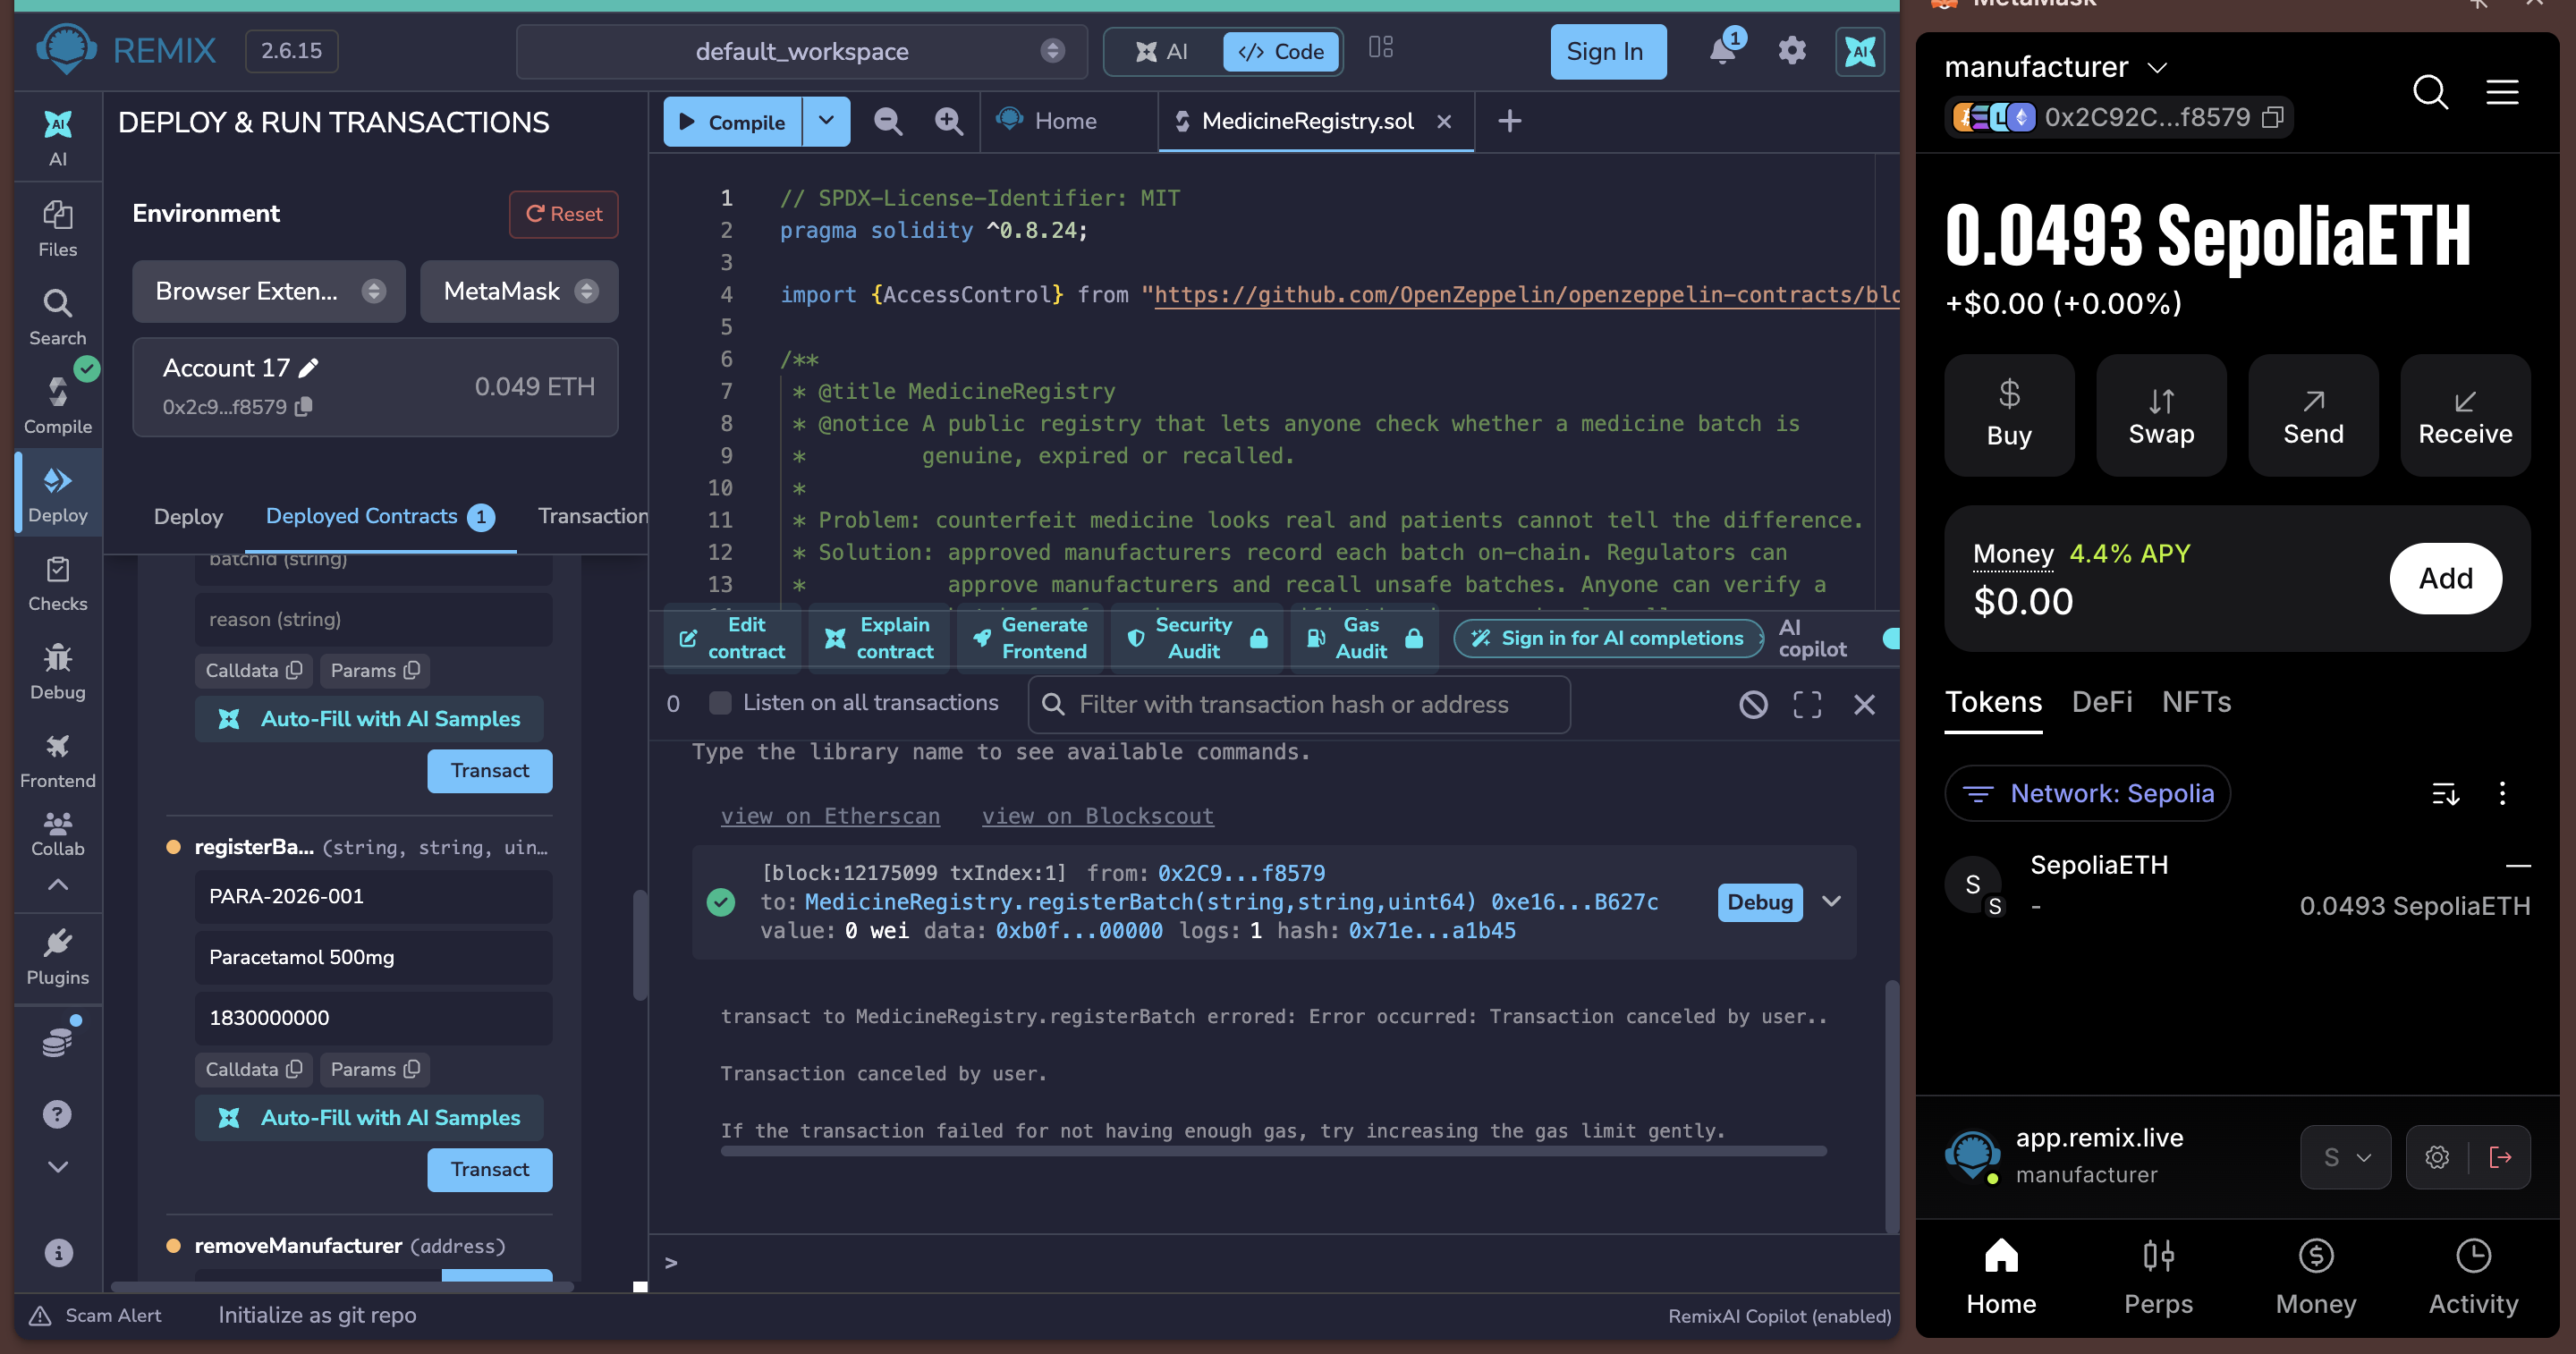 REMIX
2.6.15
default_workspace
AI
Code
Sign In
1
AI
AI
AI
Files
Search
Compile
Deploy
Checks
Debug
Frontend
Collab
Plugins
DEPLOY & RUN TRANSACTIONS
Environment
Reset
Browser Exten...
MetaMask
Account 17
0x2c9...f8579
0.049 ETH
Deploy
Deployed Contracts 1
Transaction
batchId (string)
reason (string)
Calldata
Params
Auto-Fill with AI Samples
Transact
registerBa... (string, string, uin...
PARA-2026-001
Paracetamol 500mg
1830000000
Calldata
Params
Auto-Fill with AI Samples
Transact
removeManufacturer (address)
Compile
Home
MedicineRegistry.sol
1 // SPDX-License-Identifier: MIT
2 pragma solidity ^0.8.24;
3
4 import {AccessControl} from "https://github.com/OpenZeppelin/openzeppelin-contracts/blo
5
6 /**
7 * @title MedicineRegistry
8 * @notice A public registry that lets anyone check whether a medicine batch is
9 * genuine, expired or recalled.
10 *
11 * Problem: counterfeit medicine looks real and patients cannot tell the difference.
12 * Solution: approved manufacturers record each batch on-chain. Regulators can
13 * approve manufacturers and recall unsafe batches. Anyone can verify a
Edit contract
Explain contract
Generate Frontend
Security Audit
Gas Audit
Sign in for AI completions
AI copilot
0
Listen on all transactions
Filter with transaction hash or address
Type the library name to see available commands.
view on Etherscan view on Blockscout
[block:12175099 txIndex:1] from: 0x2C9...f8579
to: MedicineRegistry.registerBatch(string,string,uint64) 0xe16...B627c
value: 0 wei data: 0xb0f...00000 logs: 1 hash: 0x71e...a1b45
Debug
transact to MedicineRegistry.registerBatch errored: Error occurred: Transaction canceled by user..
Transaction canceled by user.
If the transaction failed for not having enough gas, try increasing the gas limit gently.
>
Scam Alert
Initialize as git repo
RemixAI Copilot (enabled)
MetaMask
manufacturer
0x2C92C...f8579
0.0493 SepoliaETH
+$0.00 (+0.00%)
Buy
Swap
Send
Receive
Money 4.4% APY
$0.00
Add
Tokens
DeFi
NFTs
Network: Sepolia
S
S
SepoliaETH
—
-
0.0493 SepoliaETH
app.remix.live
manufacturer
S
Home
Perps
Money
Activity